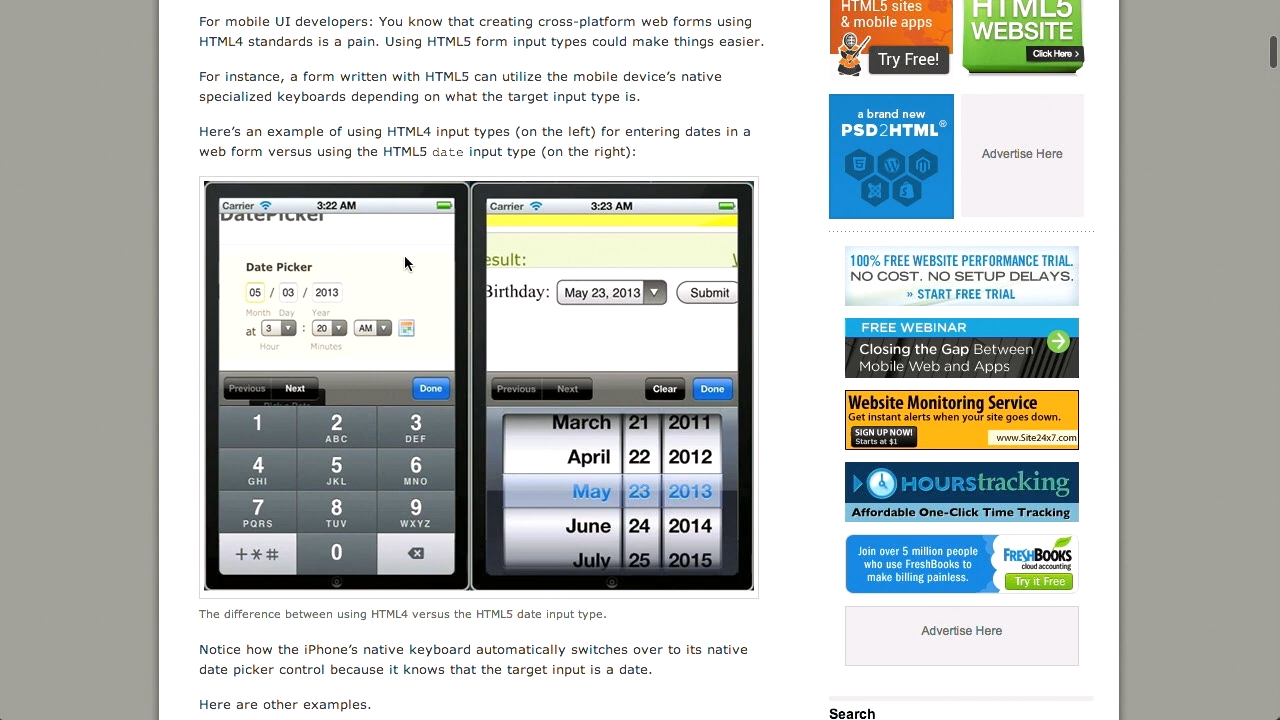 For mobile UI developers: You know that creating cross-platform web forms using
HTML4 standards is a pain. Using HTML5 form input types could make things easier.
For instance, a form written with HTML5 can utilize the mobile device's native
specialized keyboards depending on what the target input type is.
Here's an example of using HTML4 input types (on the left) for entering dates in a
web form versus using the HTML5 date input type (on the right):
Carrier 3:22 AM
DatePicker
Date Picker
05 / 03 / 2013
Month Day Year
at 3 : 20 AM
Hour Minutes
Previous Next Done
1 2 3
ABC DEF
4 5 6
GHI JKL MNO
7 8 9
PQRS TUV WXYZ
+*# 0
Carrier 3:23 AM
esult:
Birthday: May 23, 2013 Submit
Previous Next Clear Done
March 21 2011
April 22 2012
May 23 2013
June 24 2014
July 25 2015
The difference between using HTML4 versus the HTML5 date input type.
Notice how the iPhone's native keyboard automatically switches over to its native
date picker control because it knows that the target input is a date.
Here are other examples.
HTML5 sites
& mobile apps
Try Free!
HTML5
WEBSITE
Click Here >
a brand new
PSD2HTML®
Advertise Here
100% FREE WEBSITE PERFORMANCE TRIAL.
NO COST. NO SETUP DELAYS.
» START FREE TRIAL
FREE WEBINAR
Closing the Gap Between
Mobile Web and Apps
Website Monitoring Service
Get instant alerts when your site goes down.
SIGN UP NOW!
Starts at $1
www.Site24x7.com
HOURStracking
Affordable One-Click Time Tracking
Join over 5 million people
who use FreshBooks to
make billing painless.
FRESHBOOKS
cloud accounting
Try it Free
Advertise Here
Search